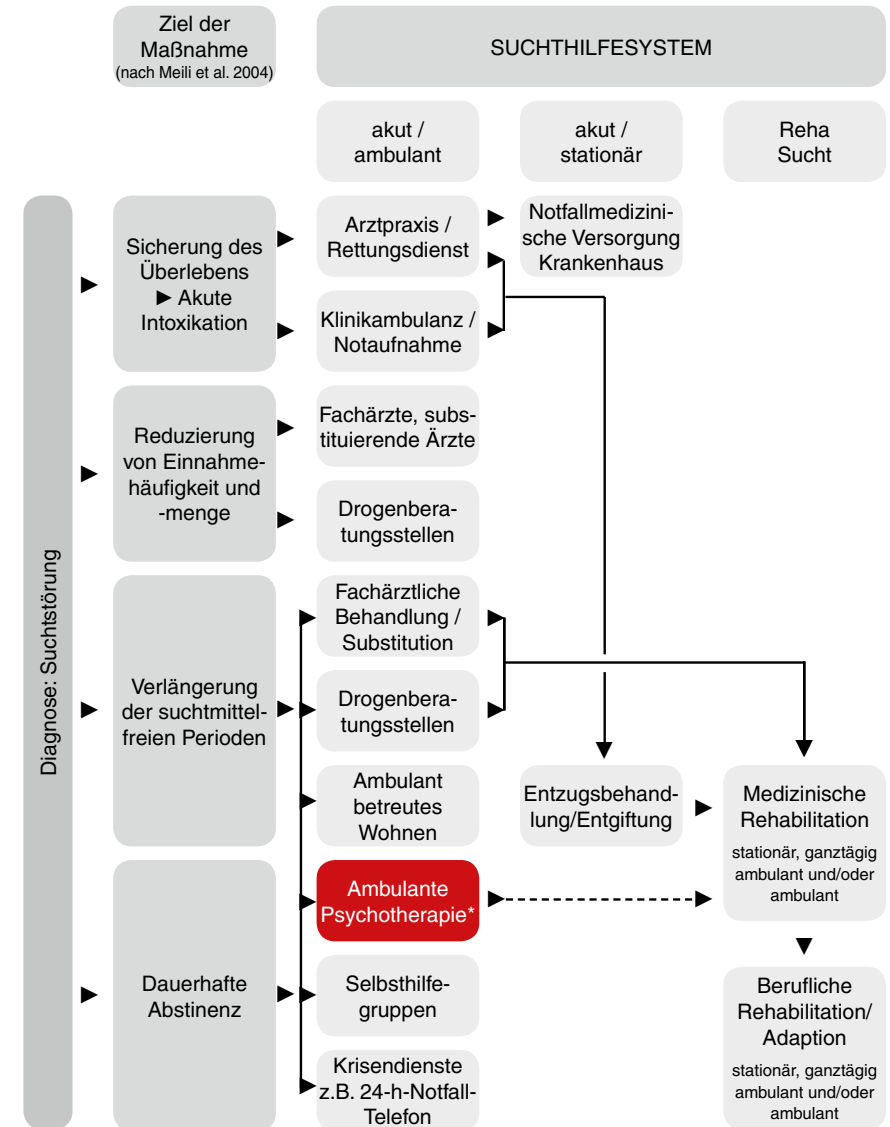 Ziel der
Maßnahme
(nach Meili et al. 2004)
SUCHTHILFESYSTEM
akut /
ambulant
akut /
stationär
Reha
Sucht
Diagnose: Suchtstörung
Sicherung des
Überlebens
► Akute
Intoxikation
Arztpraxis /
Rettungsdienst
Notfallmedizini-
sche Versorgung
Krankenhaus
Klinikambulanz /
Notaufnahme
Reduzierung
von Einnahme-
häufigkeit und
-menge
Fachärzte, subs-
tituierende Ärzte
Drogenbera-
tungsstellen
Verlängerung
der suchtmittel-
freien Perioden
Fachärztliche
Behandlung /
Substitution
Drogenbera-
tungsstellen
Ambulant
betreutes
Wohnen
Entzugsbehand-
lung/Entgiftung
Medizinische
Rehabilitation
stationär, ganztägig
ambulant und/oder
ambulant
Ambulante
Psychotherapie*
Dauerhafte
Abstinenz
Selbsthilfe-
gruppen
Krisendienste
z.B. 24-h-Notfall-
Telefon
Berufliche
Rehabilitation/
Adaption
stationär, ganztägig
ambulant und/oder
ambulant